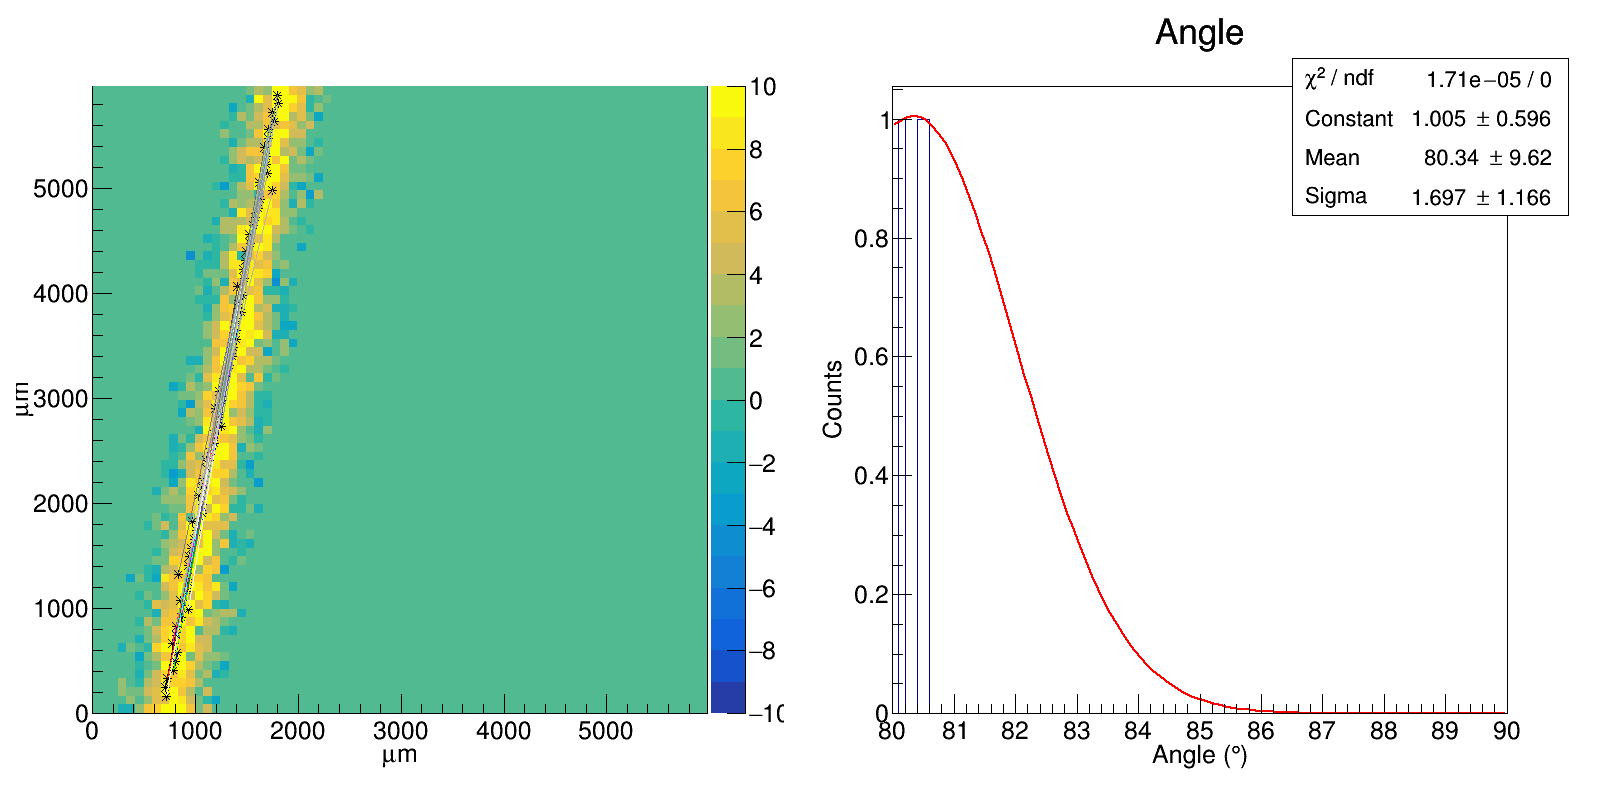 Angle
χ² / ndf 1.71e−05 / 0
Constant 1.005 ± 0.596
Mean 80.34 ± 9.62
Sigma 1.697 ± 1.166
μm
5000
4000
3000
2000
1000
0
0 1000 2000 3000 4000 5000
μm
10
8
6
4
2
0
−2
−4
−6
−8
−10
Counts
1
0.8
0.6
0.4
0.2
0
80 81 82 83 84 85 86 87 88 89 90
Angle (°)